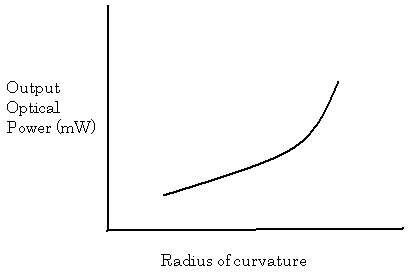 Output
Optical
Power (mW)
Radius of curvature